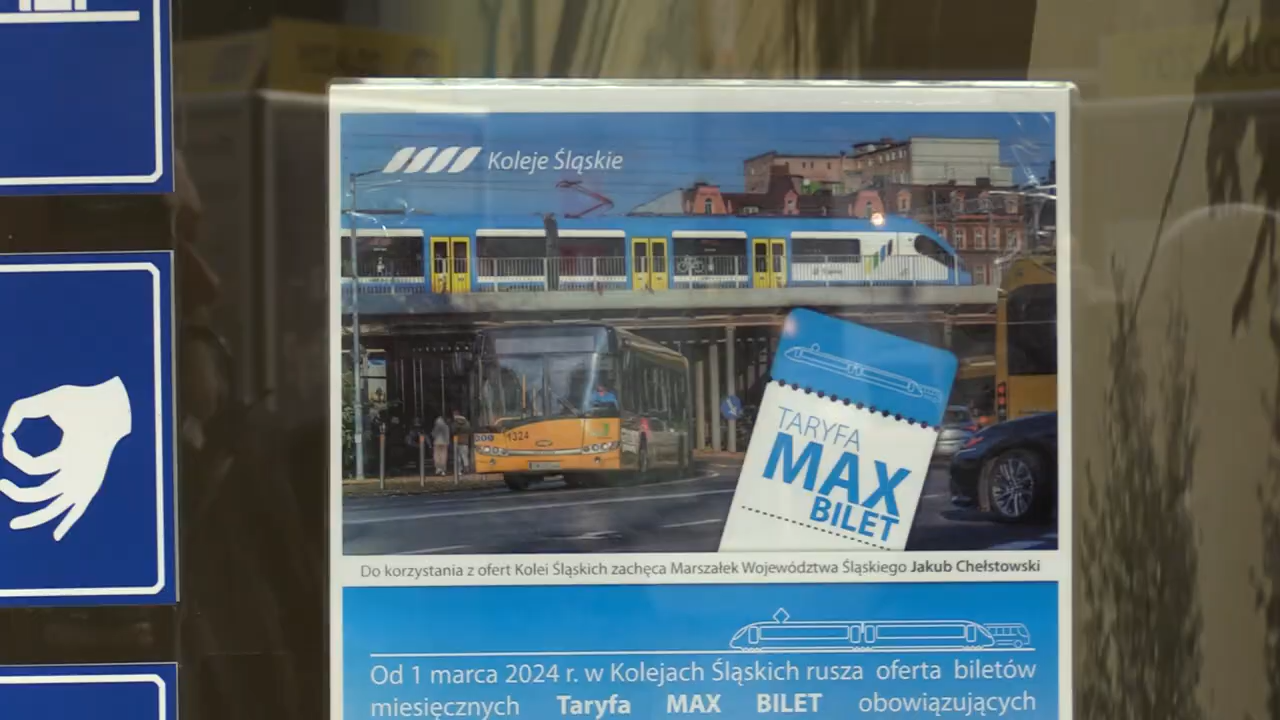 Koleje Śląskie
1324
TARYFA
MAX
BILET
Do korzystania z ofert Kolei Śląskich zachęca Marszałek Województwa Śląskiego Jakub Chełstowski
Od 1 marca 2024 r. w Kolejach Śląskich rusza oferta biletów
miesięcznych Taryfa MAX BILET obowiązujących